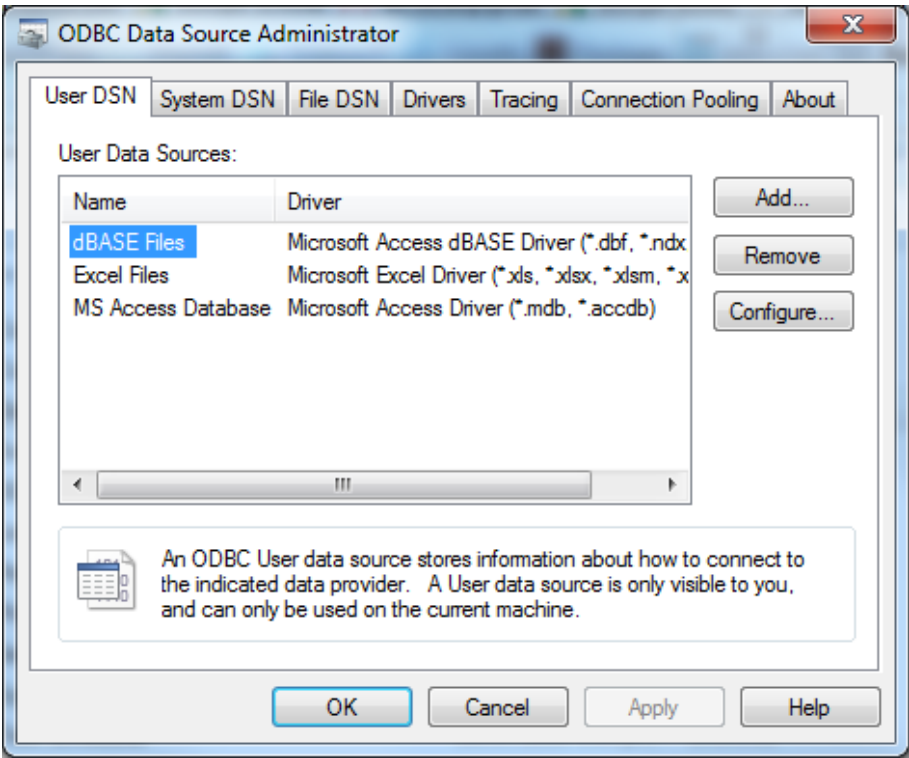 ODBC Data Source Administrator
User DSN System DSN File DSN Drivers Tracing Connection Pooling About
User Data Sources:
Name Driver Add...
dBASE Files Microsoft Access dBASE Driver (*.dbf, *.ndx
Excel Files Microsoft Excel Driver (*.xls, *.xlsx, *.xlsm, *.x
Remove
MS Access Database Microsoft Access Driver (*.mdb, *.accdb)
Configure...
An ODBC User data source stores information about how to connect to
the indicated data provider. A User data source is only visible to you,
and can only be used on the current machine.
OK Cancel Apply Help